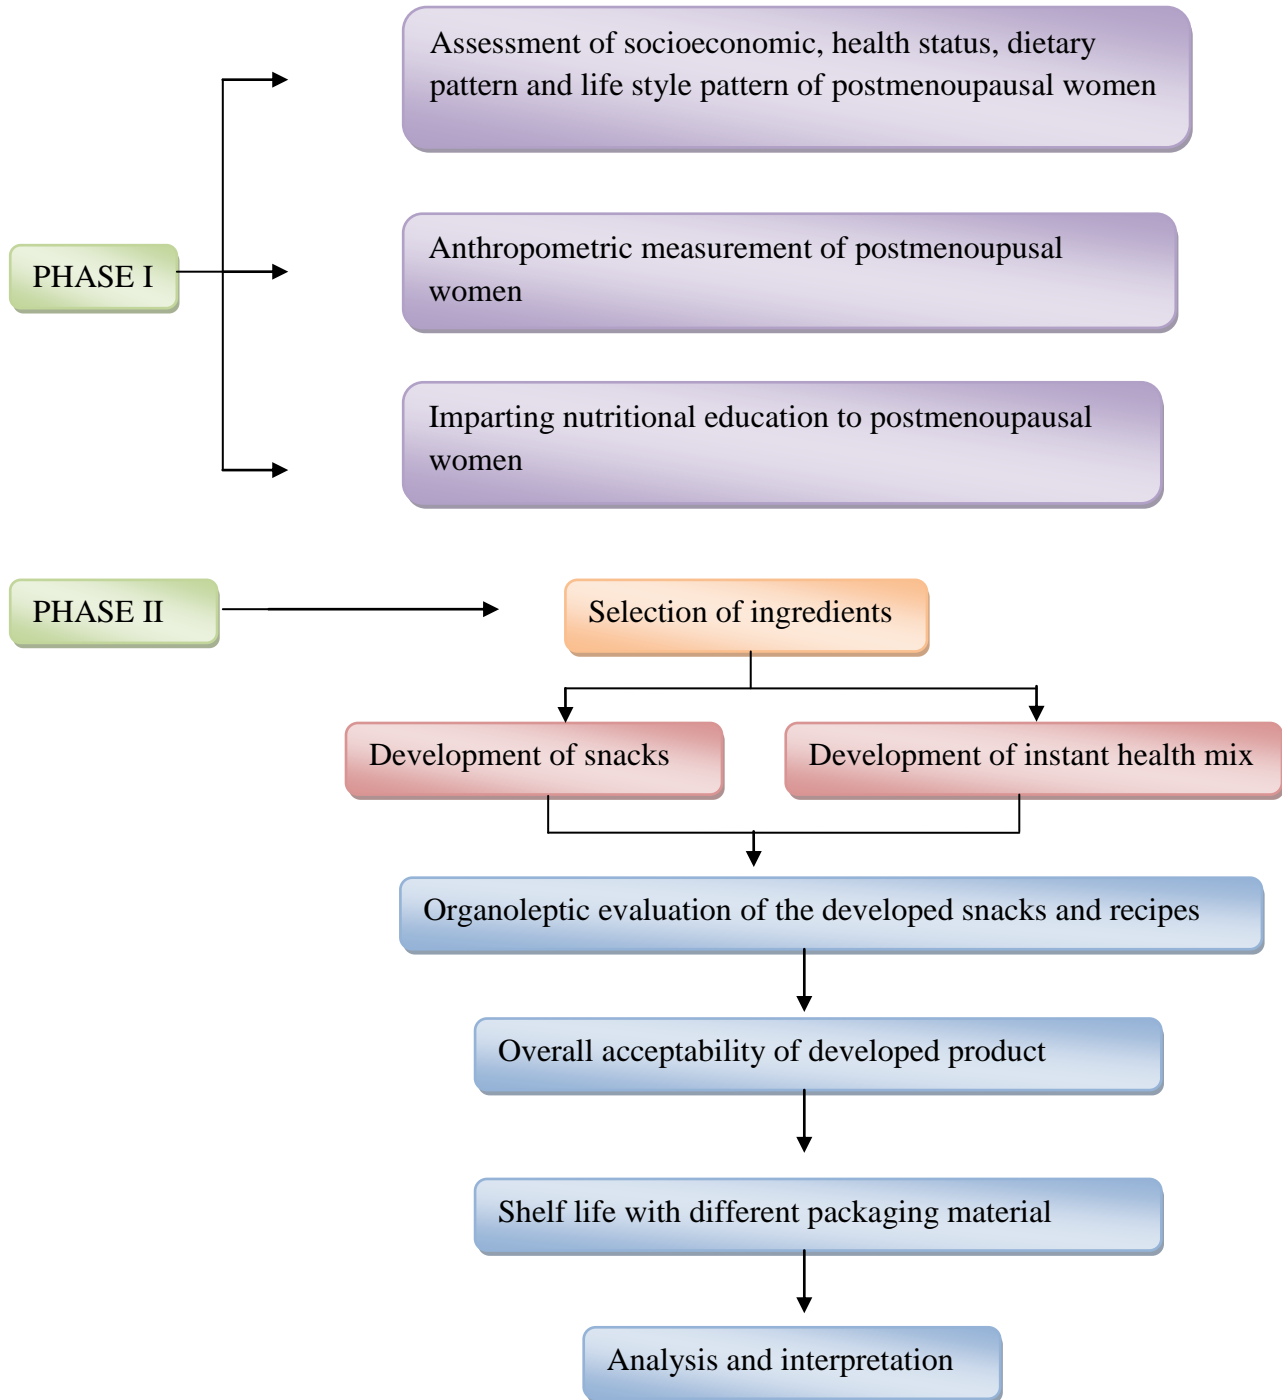 Assessment of socioeconomic, health status, dietary
pattern and life style pattern of postmenoupausal women
PHASE I
Anthropometric measurement of postmenoupusal
women
Imparting nutritional education to postmenoupausal
women
PHASE II
Selection of ingredients
Development of snacks
Development of instant health mix
Organoleptic evaluation of the developed snacks and recipes
Overall acceptability of developed product
Shelf life with different packaging material
Analysis and interpretation